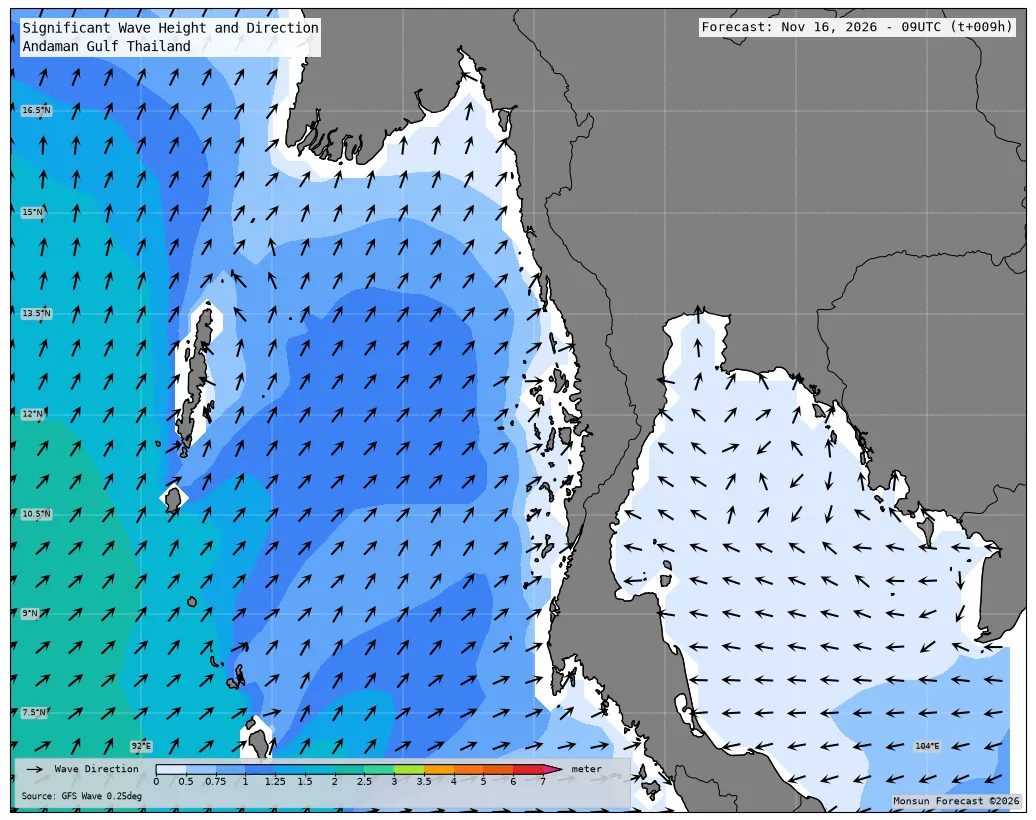 Significant Wave Height and Direction
Andaman Gulf Thailand
Forecast: Nov 16, 2026 - 09UTC (t+009h)
16.5°N
15°N
13.5°N
12°N
10.5°N
9°N
7.5°N
92°E
104°E
Wave Direction
0 0.5 0.75 1 1.25 1.5 2 2.5 3 3.5 4 5 6 7
meter
Source: GFS Wave 0.25deg
Monsun Forecast ©2026